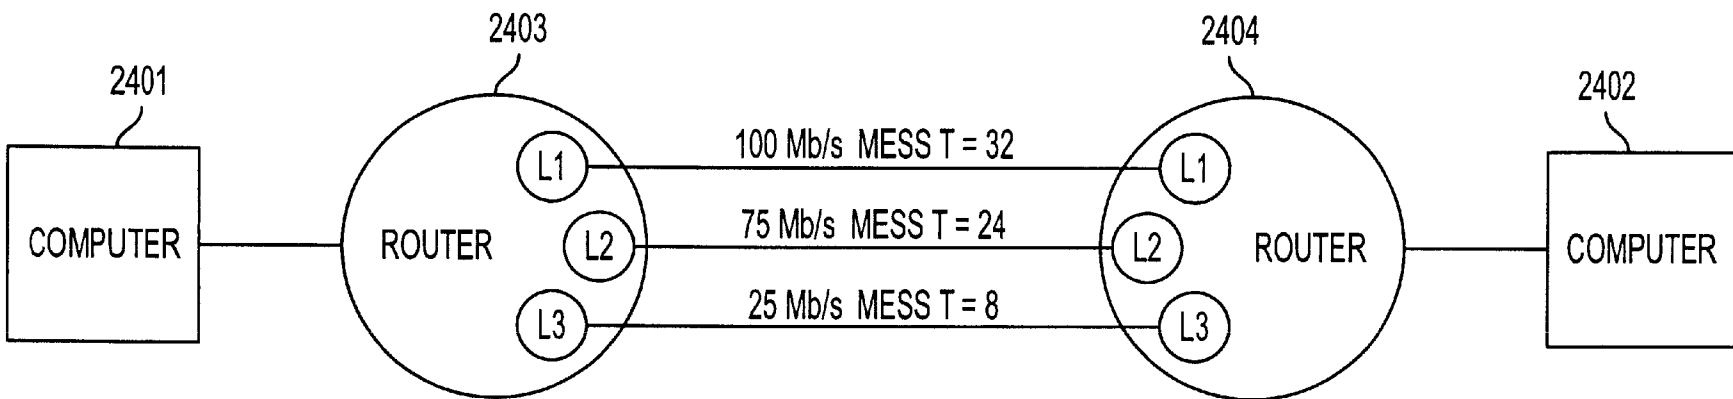 2403
2404
2401
2402
L1
100 Mb/s MESS T = 32
L1
COMPUTER
ROUTER
L2
75 Mb/s MESS T = 24
L2
ROUTER
COMPUTER
L3
25 Mb/s MESS T = 8
L3